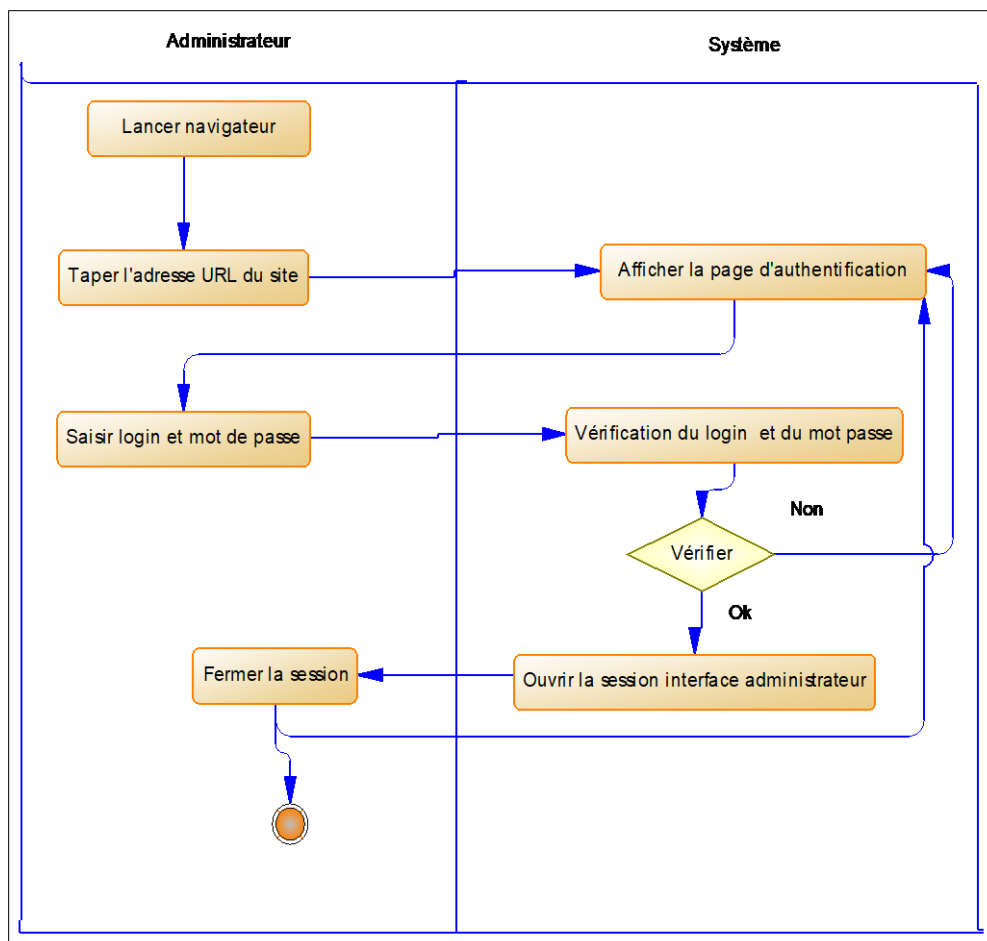 Administrateur
Système
Lancer navigateur
Taper l'adresse URL du site
Afficher la page d'authentification
Saisir login et mot de passe
Vérification du login et du mot passe
Non
Vérifier
Ok
Fermer la session
Ouvrir la session interface administrateur